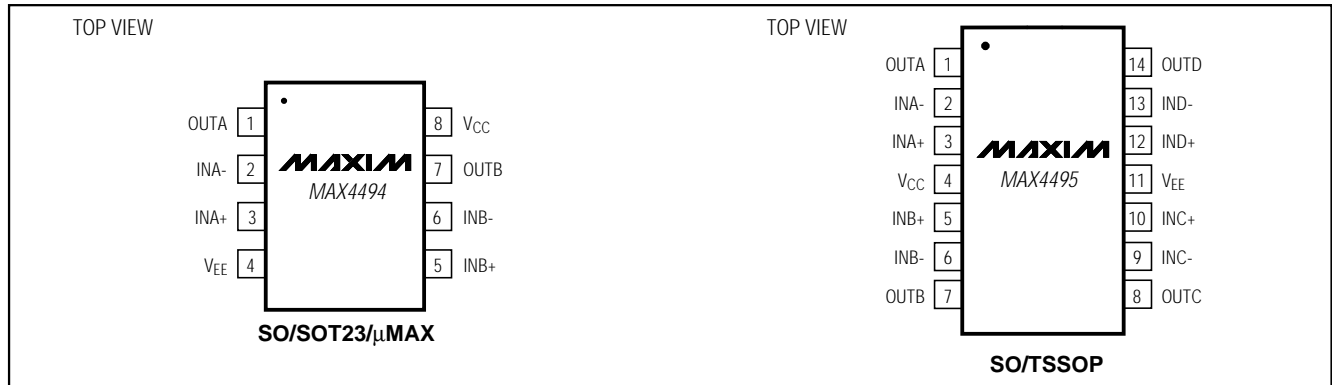 TOP VIEW
OUTA 1
INA- 2
INA+ 3
VEE 4
8 VCC
7 OUTB
6 INB-
5 INB+
MAXIM
MAX4494
SO/SOT23/μMAX
TOP VIEW
OUTA 1
INA- 2
INA+ 3
VCC 4
INB+ 5
INB- 6
OUTB 7
14 OUTD
13 IND-
12 IND+
11 VEE
10 INC+
9 INC-
8 OUTC
MAXIM
MAX4495
SO/TSSOP